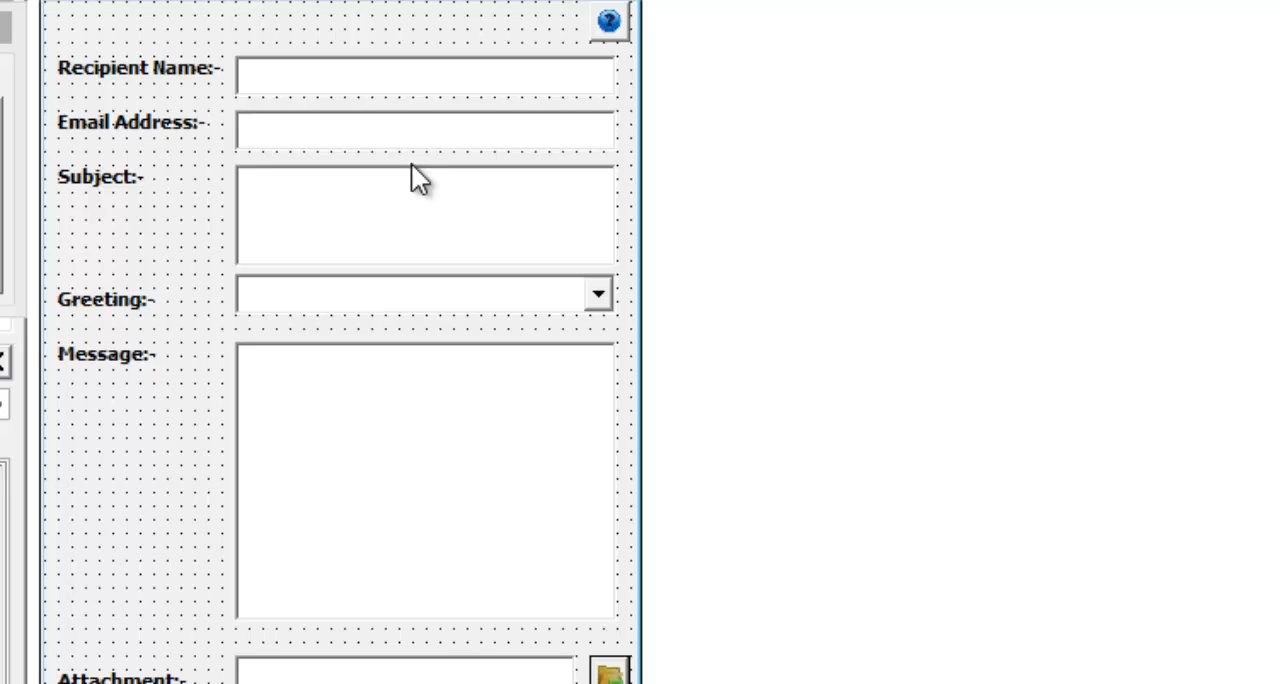 ?
Recipient Name:-
Email Address:-
Subject:-
Greeting:-
Message:-
Attachment:-